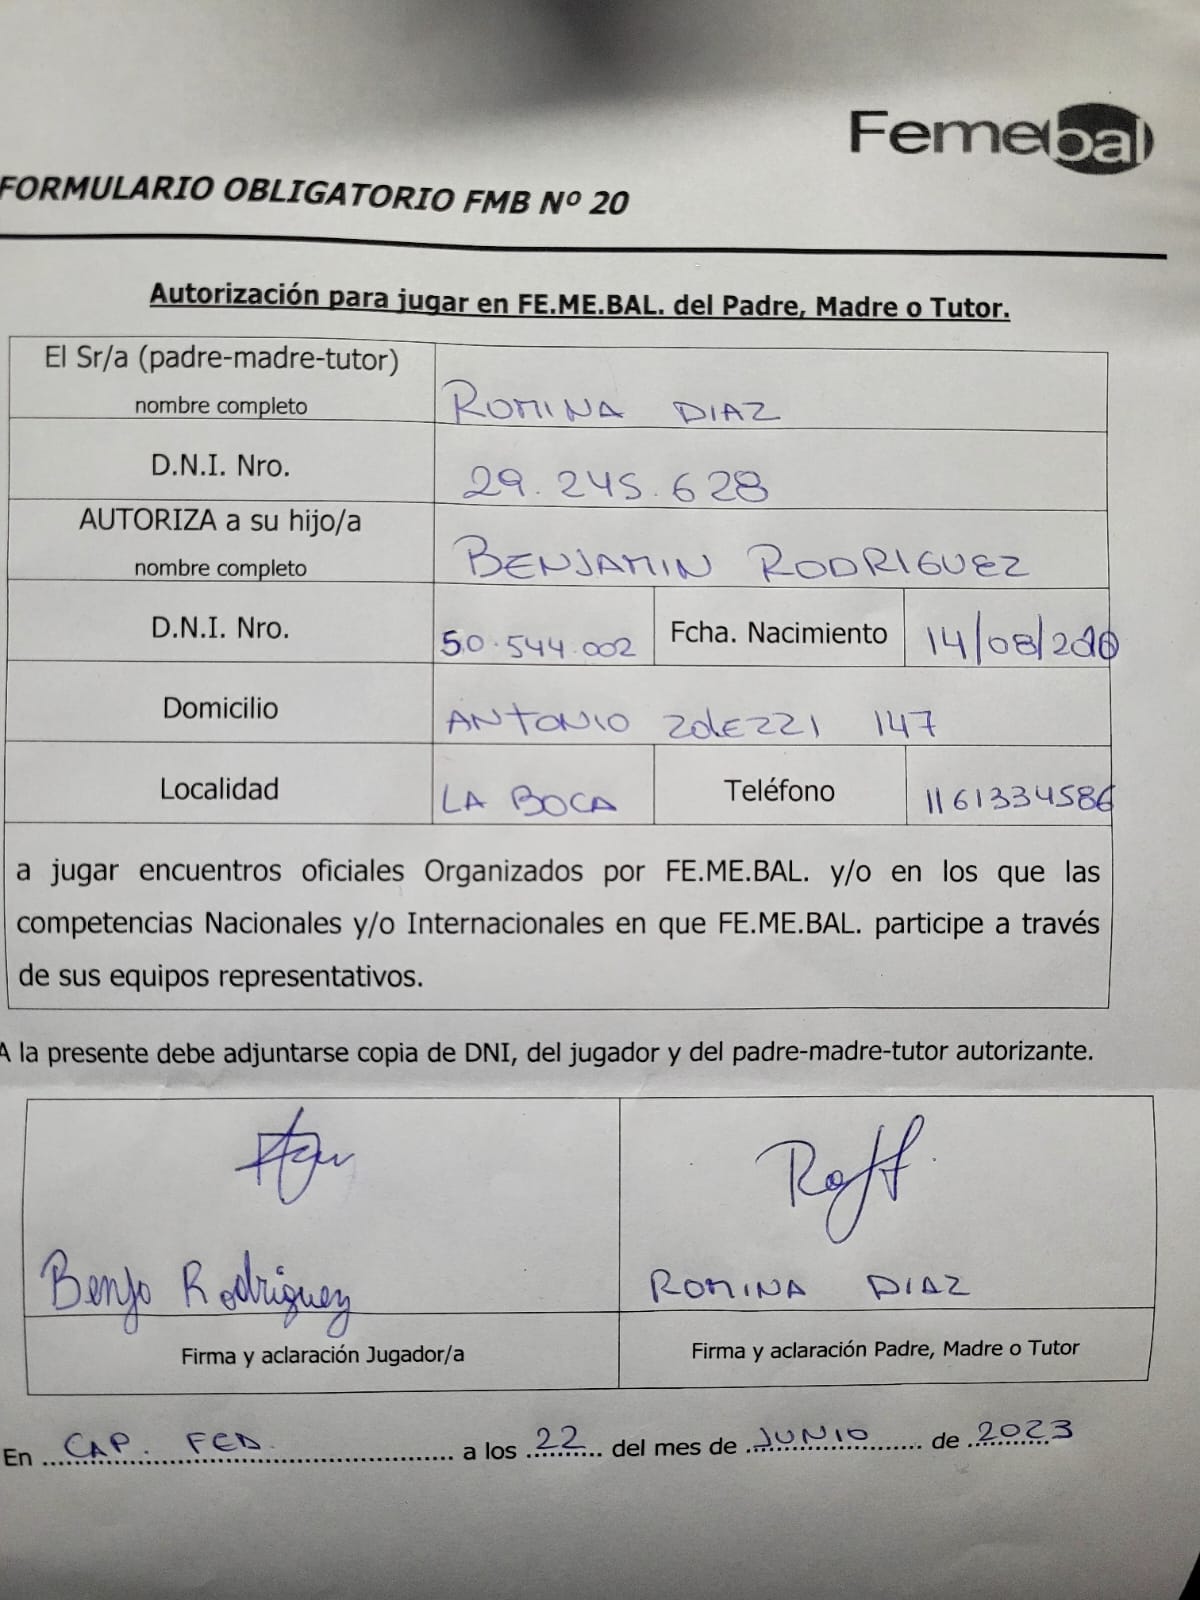 Femebal
FORMULARIO OBLIGATORIO FMB Nº 20
Autorización para jugar en FE.ME.BAL. del Padre, Madre o Tutor.
El Sr/a (padre-madre-tutor)
nombre completo
ROMINA DIAZ
D.N.I. Nro.
29.245.628
AUTORIZA a su hijo/a
nombre completo
BENJAMIN RODRIGUEZ
D.N.I. Nro.
50.544.002
Fcha. Nacimiento
14/08/2010
Domicilio
ANTONIO ZOLEZZI 147
Localidad
LA BOCA
Teléfono
1161334586
a jugar encuentros oficiales Organizados por FE.ME.BAL. y/o en los que las
competencias Nacionales y/o Internacionales en que FE.ME.BAL. participe a través
de sus equipos representativos.
A la presente debe adjuntarse copia de DNI, del jugador y del padre-madre-tutor autorizante.
Benja Rodriguez
ROMINA DIAZ
Firma y aclaración Jugador/a
Firma y aclaración Padre, Madre o Tutor
En CAP. FED. a los 22 del mes de JUNIO de 2023